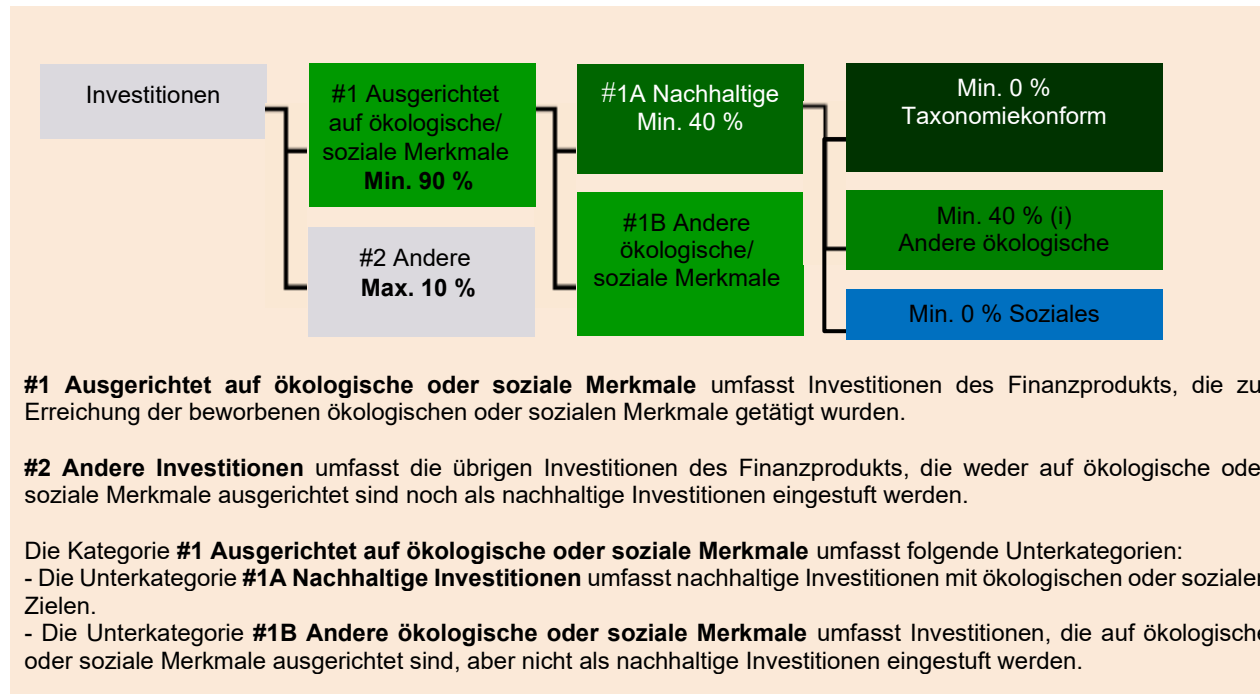 Investitionen
#1 Ausgerichtet
auf ökologische/
soziale Merkmale
Min. 90 %
#2 Andere
Max. 10 %
#1A Nachhaltige
Min. 40 %
#1B Andere
ökologische/
soziale Merkmale
Min. 0 %
Taxonomiekonform
Min. 40 % (i)
Andere ökologische
Min. 0 % Soziales
#1 Ausgerichtet auf ökologische oder soziale Merkmale umfasst Investitionen des Finanzprodukts, die zu
Erreichung der beworbenen ökologischen oder sozialen Merkmale getätigt wurden.
#2 Andere Investitionen umfasst die übrigen Investitionen des Finanzprodukts, die weder auf ökologische ode
soziale Merkmale ausgerichtet sind noch als nachhaltige Investitionen eingestuft werden.
Die Kategorie #1 Ausgerichtet auf ökologische oder soziale Merkmale umfasst folgende Unterkategorien:
- Die Unterkategorie #1A Nachhaltige Investitionen umfasst nachhaltige Investitionen mit ökologischen oder sozialen
Zielen.
- Die Unterkategorie #1B Andere ökologische oder soziale Merkmale umfasst Investitionen, die auf ökologische
oder soziale Merkmale ausgerichtet sind, aber nicht als nachhaltige Investitionen eingestuft werden.